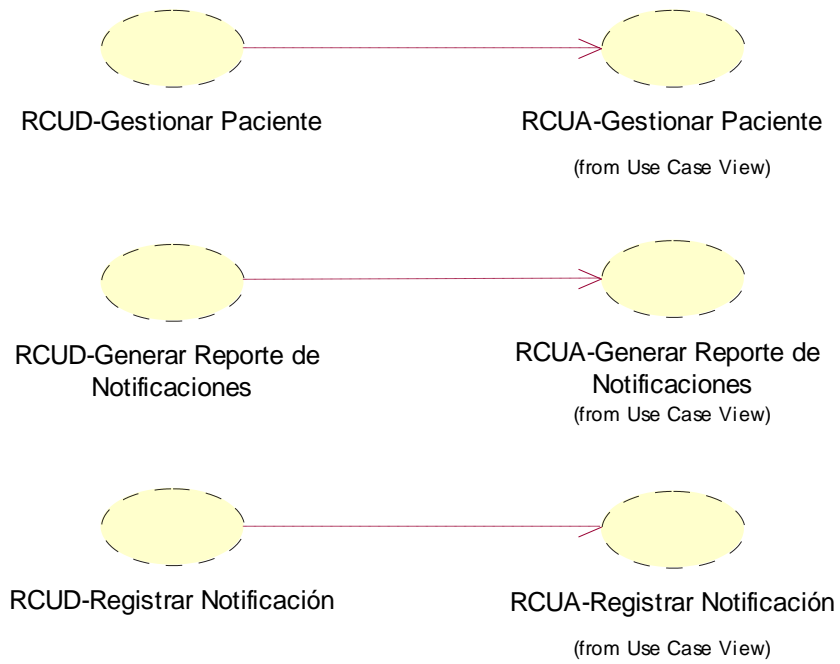 RCUD-Gestionar Paciente
RCUA-Gestionar Paciente
(from Use Case View)
RCUD-Generar Reporte de
Notificaciones
RCUA-Generar Reporte de
Notificaciones
(from Use Case View)
RCUD-Registrar Notificación
RCUA-Registrar Notificación
(from Use Case View)